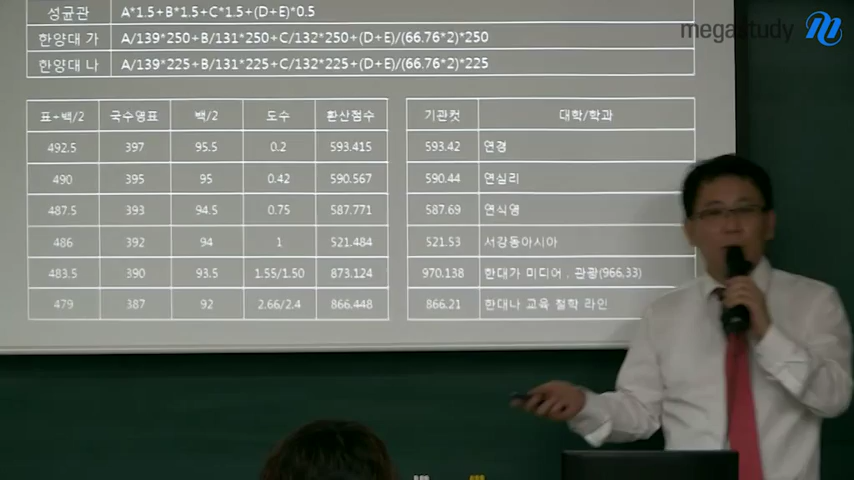 megastudy
성균관 A*1.5+B*1.5+C*1.5+(D+E)*0.5
한양대 가 A/139*250+B/131*250+C/132*250+(D+E)/(66.76*2)*250
한양대 나 A/139*225+B/131*225+C/132*225+(D+E)/(66.76*2)*225
표+백/2 국수영표 백/2 도수 환산점수 기관컷 대학/학과
492.5 397 95.5 0.2 593.415 593.42 연경
490 395 95 0.42 590.567 590.44 연심리
487.5 393 94.5 0.75 587.771 587.69 연식영
486 392 94 1 521.484 521.53 서강동아시아
483.5 390 93.5 1.55/1.50 873.124 970.138 한대가 미디어 . 관광(966.33)
479 387 92 2.66/2.4 866.448 866.21 한대나 교육 철학 라인